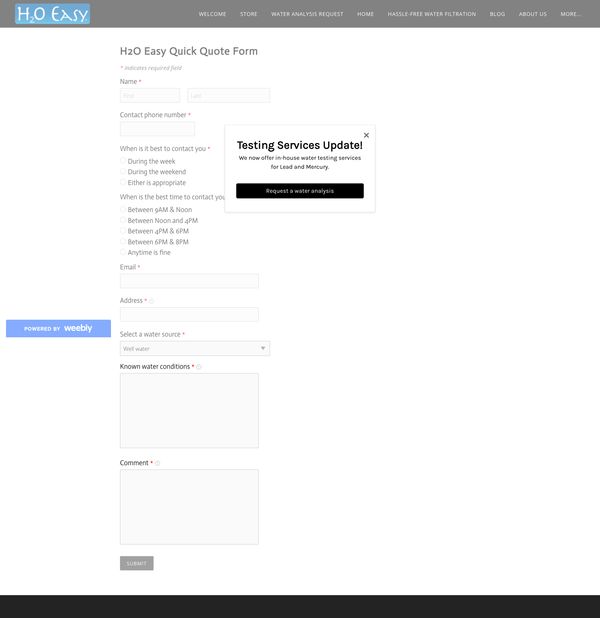 H2O Easy
WELCOME STORE WATER ANALYSIS REQUEST HOME HASSLE-FREE WATER FILTRATION BLOG ABOUT US MORE...
H2O Easy Quick Quote Form
* Indicates required field
Name *
First Last
Contact phone number *
When is it best to contact you *
During the week
During the weekend
Either is appropriate
When is the best time to contact you
Between 9AM & Noon
Between Noon and 4PM
Between 4PM & 6PM
Between 6PM & 8PM
Anytime is fine
×
Testing Services Update!
We now offer in-house water testing services
for Lead and Mercury.
Request a water analysis
Email *
Address *
POWERED BY weebly
Select a water source *
Well water
Known water conditions *
Comment *
SUBMIT